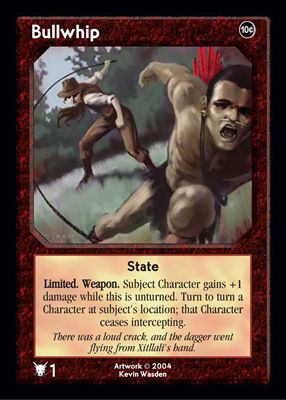 Bullwhip
10¢
State
Limited. Weapon. Subject Character gains +1
damage while this is unturned. Turn to turn a
Character at subject's location; that Character
ceases intercepting.
There was a loud crack, and the dagger went
flying from Xitllali's hand.
1
Artwork © 2004
Kevin Wasden